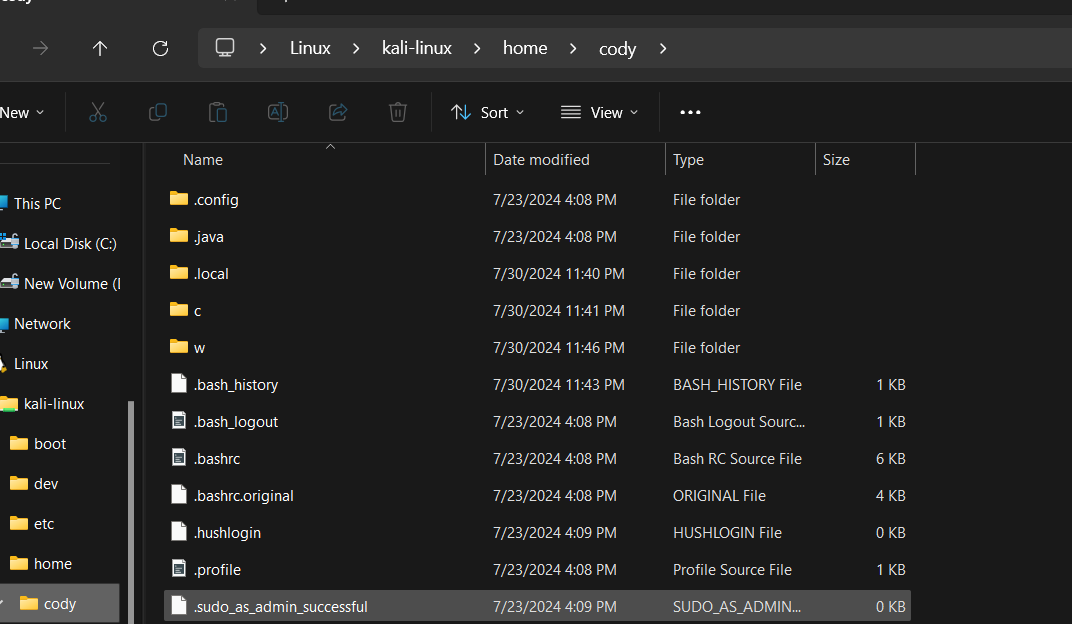 Linux kali-linux home cody
New Sort View
Name Date modified Type Size
.config 7/23/2024 4:08 PM File folder
.java 7/23/2024 4:08 PM File folder
.local 7/30/2024 11:40 PM File folder
c 7/30/2024 11:41 PM File folder
w 7/30/2024 11:46 PM File folder
.bash_history 7/30/2024 11:43 PM BASH_HISTORY File 1 KB
.bash_logout 7/23/2024 4:08 PM Bash Logout Sourc... 1 KB
.bashrc 7/23/2024 4:08 PM Bash RC Source File 6 KB
.bashrc.original 7/23/2024 4:08 PM ORIGINAL File 4 KB
.hushlogin 7/23/2024 4:09 PM HUSHLOGIN File 0 KB
.profile 7/23/2024 4:08 PM Profile Source File 1 KB
.sudo_as_admin_successful 7/23/2024 4:09 PM SUDO_AS_ADMIN... 0 KB
This PC
Local Disk (C:)
New Volume (
Network
Linux
kali-linux
boot
dev
etc
home
cody